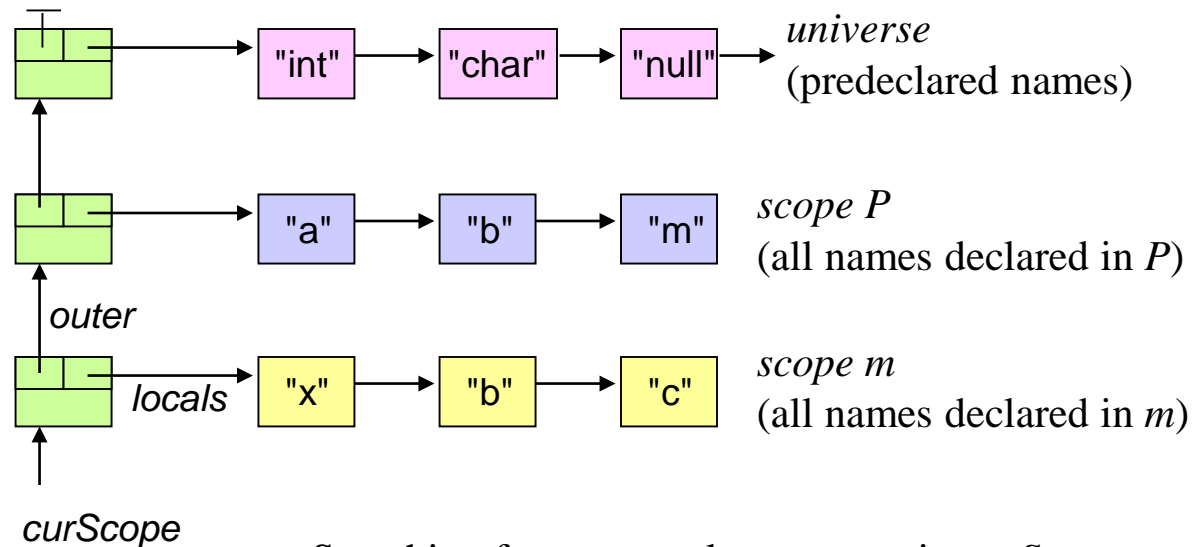 "int" "char" "null" universe
(predeclared names)
"a" "b" "m" scope P
(all names declared in P)
outer
locals "x" "b" "c" scope m
(all names declared in m)
curScope